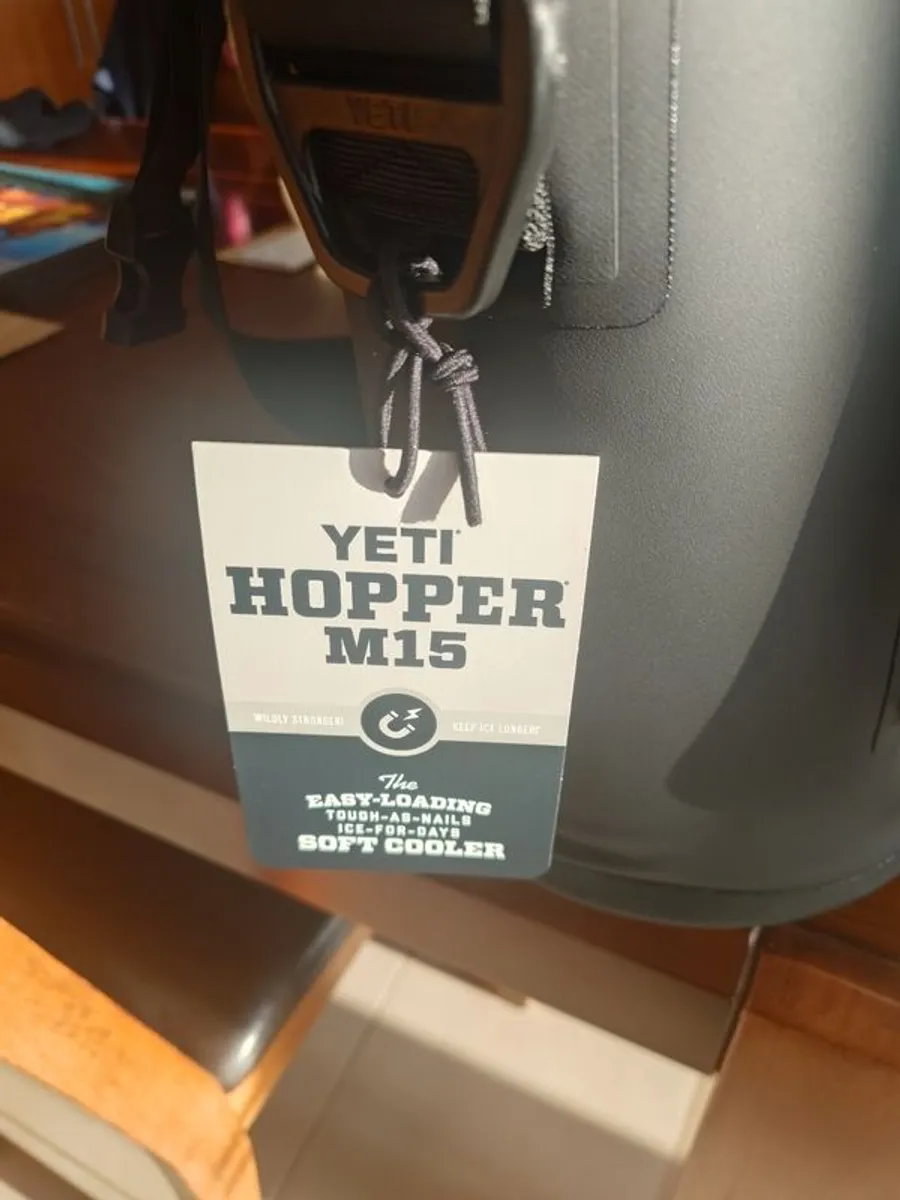 YETI
YETI
HOPPER
M15
WILDLY STRONGER!
KEEP ICE LONGER!
The
EASY-LOADING
TOUGH-AS-NAILS
ICE-FOR-DAYS
SOFT COOLER